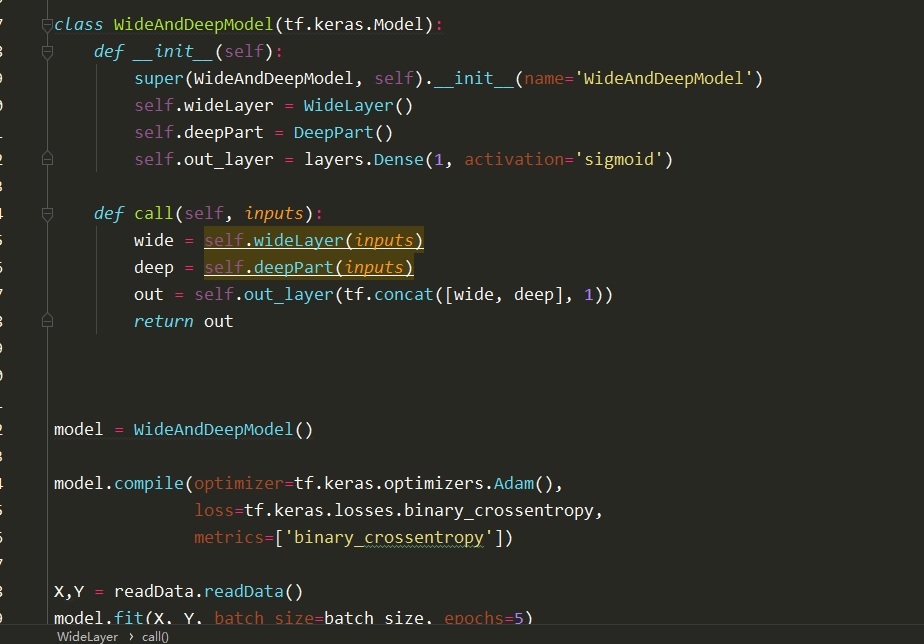 class WideAndDeepModel(tf.keras.Model):
    def __init__(self):
        super(WideAndDeepModel, self).__init__(name='WideAndDeepModel')
        self.wideLayer = WideLayer()
        self.deepPart = DeepPart()
        self.out_layer = layers.Dense(1, activation='sigmoid')
    def call(self, inputs):
        wide = self.wideLayer(inputs)
        deep = self.deepPart(inputs)
        out = self.out_layer(tf.concat([wide, deep], 1))
        return out
model = WideAndDeepModel()
model.compile(optimizer=tf.keras.optimizers.Adam(),
              loss=tf.keras.losses.binary_crossentropy,
              metrics=['binary_crossentropy'])
X,Y = readData.readData()
model.fit(X, Y, batch_size=batch_size, epochs=5)
WideLayer › call()